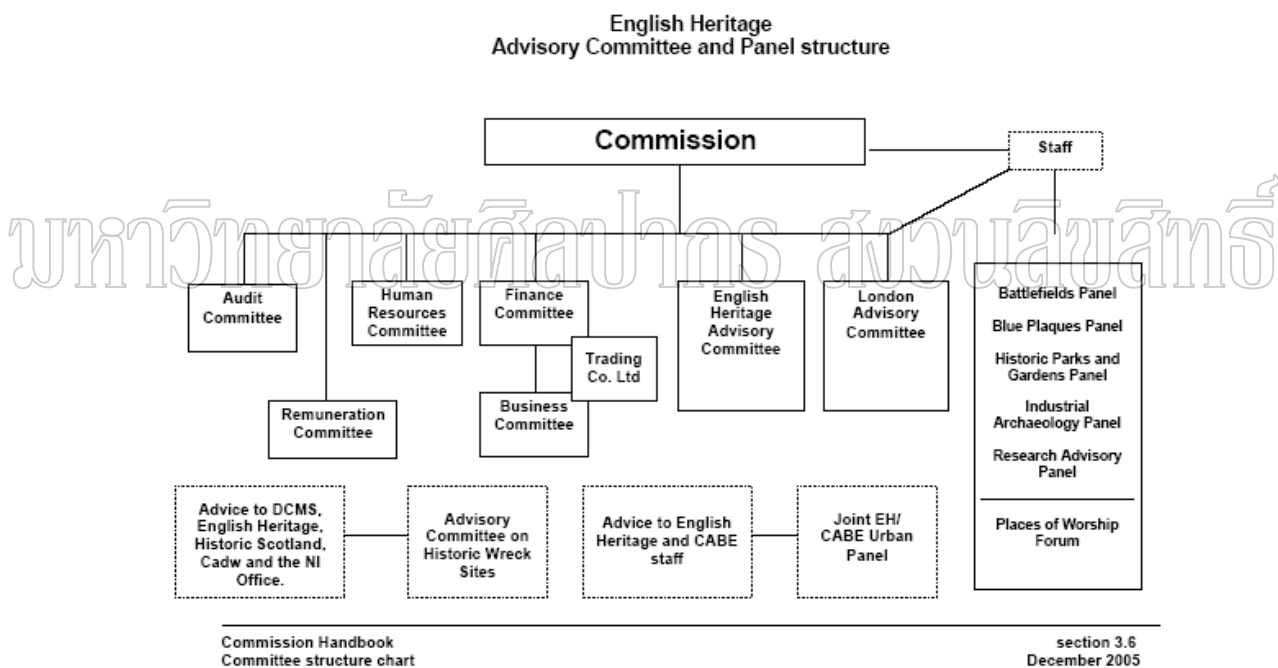 English Heritage
Advisory Committee and Panel structure
Commission
Staff
มหาวิทยาลัยศิลปากร สงวนลิขสิทธิ์
Audit
Committee
Human
Resources
Committee
Finance
Committee
Trading
Co. Ltd
English
Heritage
Advisory
Committee
London
Advisory
Committee
Remuneration
Committee
Business
Committee
Battlefields Panel
Blue Plaques Panel
Historic Parks and
Gardens Panel
Industrial
Archaeology Panel
Research Advisory
Panel
Places of Worship
Forum
Advice to DCMS,
English Heritage,
Historic Scotland,
Cadw and the NI
Office.
Advisory
Committee on
Historic Wreck
Sites
Advice to English
Heritage and CABE
staff
Joint EH/
CABE Urban
Panel
Commission Handbook
Committee structure chart
section 3.6
December 2005